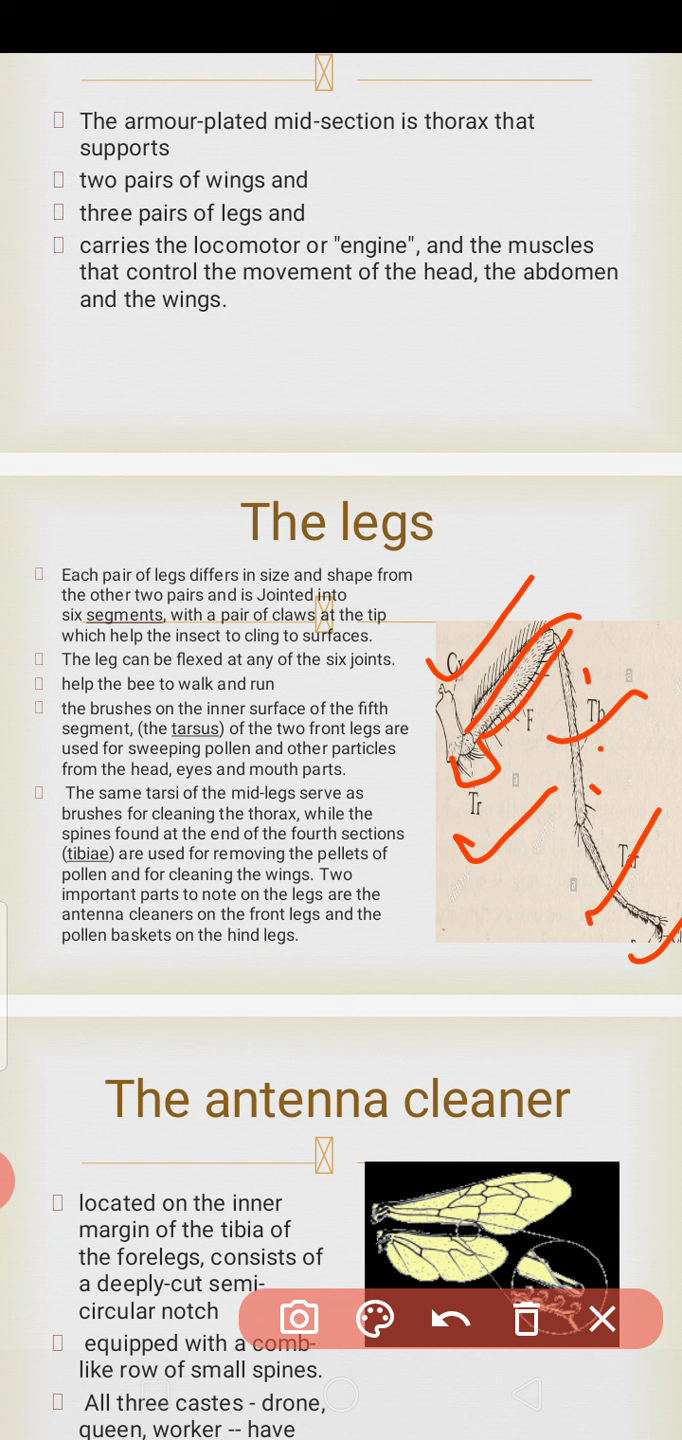 The armour-plated mid-section is thorax that
supports
two pairs of wings and
three pairs of legs and
carries the locomotor or "engine", and the muscles
that control the movement of the head, the abdomen
and the wings.
The legs
Each pair of legs differs in size and shape from
the other two pairs and is Jointed into
six segments, with a pair of claws at the tip
which help the insect to cling to surfaces.
The leg can be flexed at any of the six joints.
help the bee to walk and run
the brushes on the inner surface of the fifth
segment, (the tarsus) of the two front legs are
used for sweeping pollen and other particles
from the head, eyes and mouth parts.
The same tarsi of the mid-legs serve as
brushes for cleaning the thorax, while the
spines found at the end of the fourth sections
(tibiae) are used for removing the pellets of
pollen and for cleaning the wings. Two
important parts to note on the legs are the
antenna cleaners on the front legs and the
pollen baskets on the hind legs.
F
Tr
The antenna cleaner
located on the inner
margin of the tibia of
the forelegs, consists of
a deeply-cut semi-
circular notch
equipped with a comb-
like row of small spines.
All three castes - drone,
queen, worker -- have